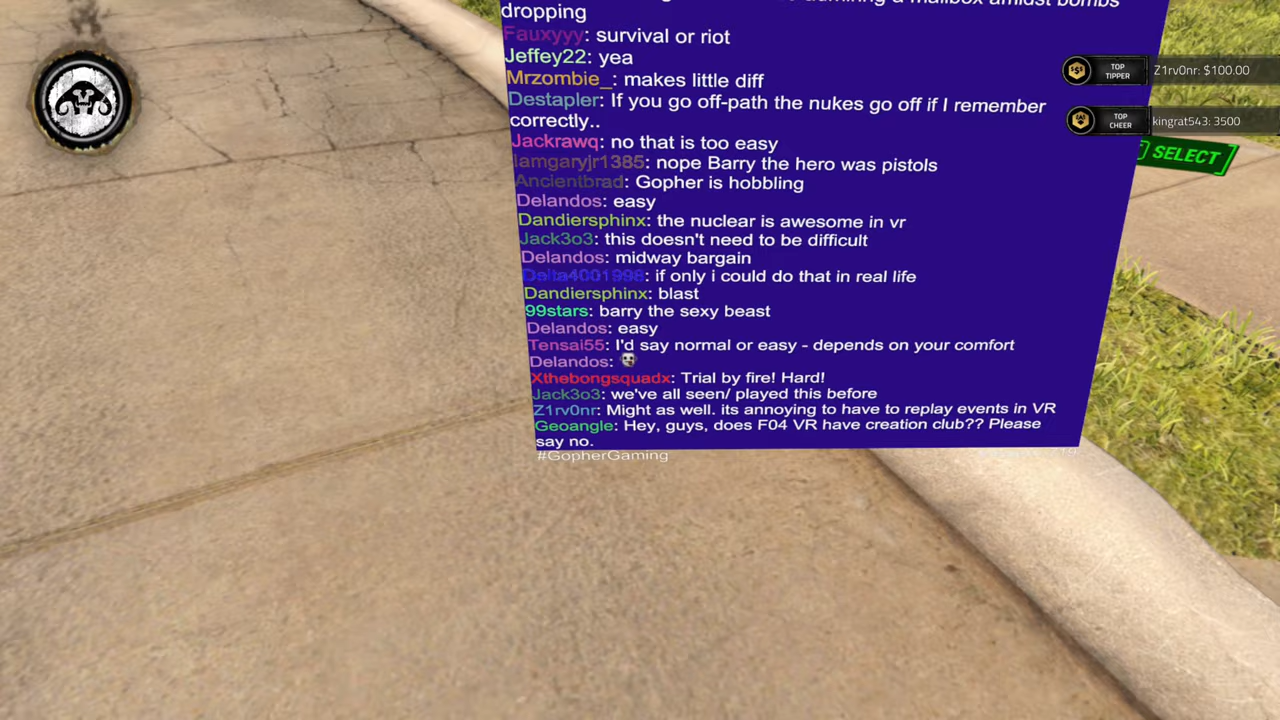 a mailbox amidst bombs
dropping
Fauxyyy: survival or riot
Jeffey22: yea
Mrzombie_: makes little diff
Destapler: If you go off-path the nukes go off if I remember
correctly..
Jackrawq: no that is too easy
Iamgaryjr1385: nope Barry the hero was pistols
Ancientbrad: Gopher is hobbling
Delandos: easy
Dandiersphinx: the nuclear is awesome in vr
Jack3o3: this doesn't need to be difficult
Delandos: midway bargain
Delta4001998: if only i could do that in real life
Dandiersphinx: blast
99stars: barry the sexy beast
Delandos: easy
Tensai55: I'd say normal or easy - depends on your comfort
Delandos:
Xthebongsquadx: Trial by fire! Hard!
Jack3o3: we've all seen/ played this before
Z1rv0nr: Might as well. its annoying to have to replay events in VR
Geoangle: Hey, guys, does F04 VR have creation club?? Please
say no.
#GopherGaming
TOP
TIPPER
Z1rv0nr: $100.00
TOP
CHEER
kingrat543: 3500
SELECT